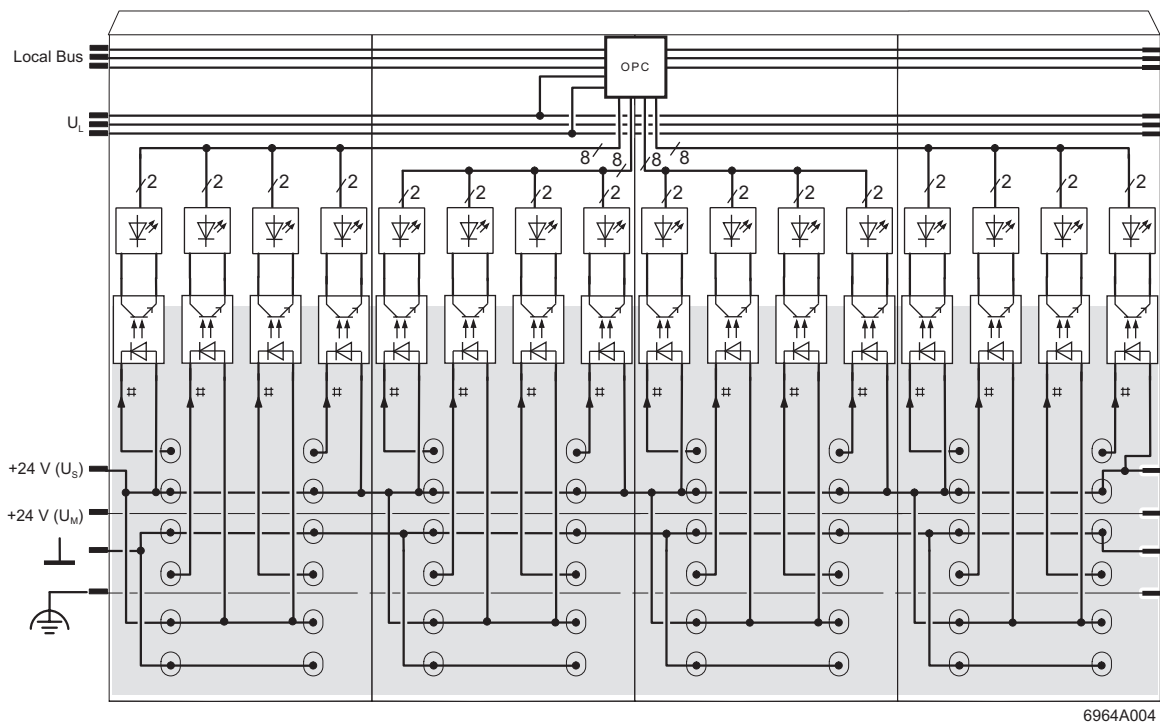 Local Bus
OPC
U_L
8 8 8 8
2 2 2 2 2 2 2 2 2 2 2 2 2 2 2 2
# # # # # # # # # # # # # # # #
+24 V (U_S)
+24 V (U_M)
6964A004